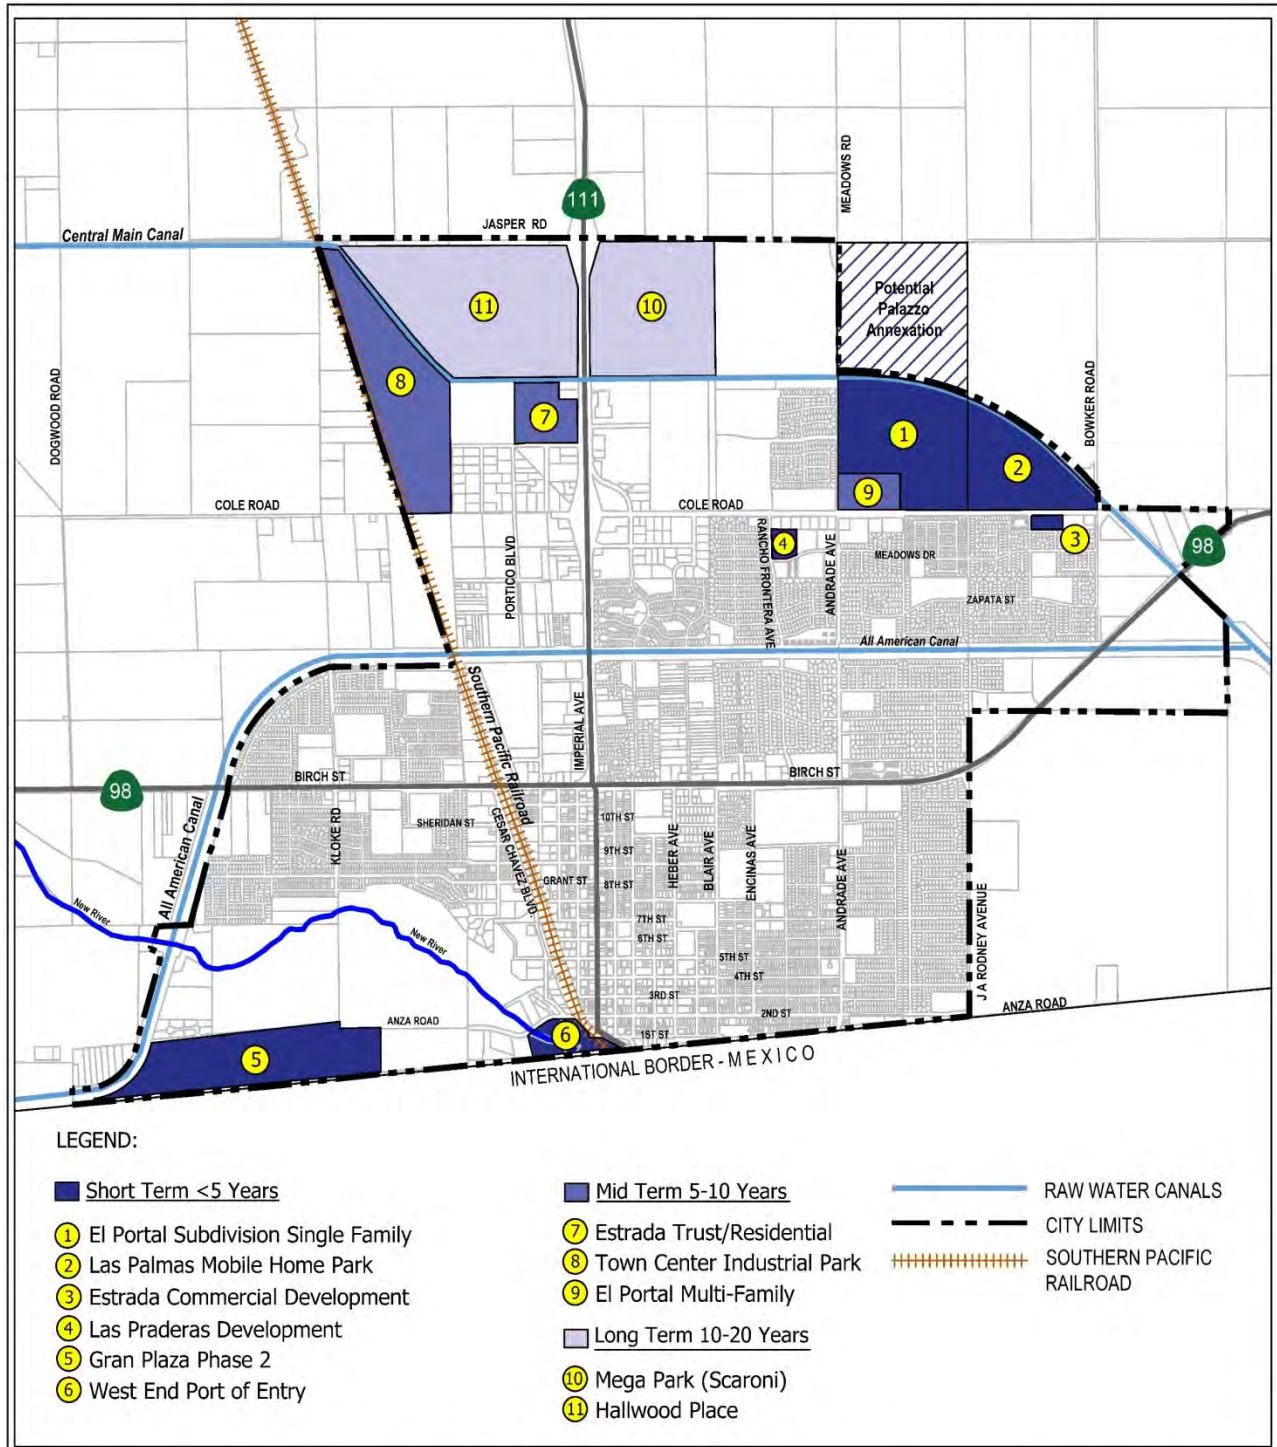 MEADOWS RD
111
JASPER RD
Central Main Canal
11
10
Potential
Palazzo
Annexation
DOGWOOD ROAD
BOWKER ROAD
8
7
1
2
9
COLE ROAD
COLE ROAD
3
4
98
PORTICO BLVD
RANCHO FRONTERA AVE
ANDRADE AVE
MEADOWS DR
ZAPATA ST
All American Canal
Southern Pacific Railroad
IMPERIAL AVE
BIRCH ST
BIRCH ST
98
All American Canal
KLOKE RD
SHERIDAN ST
CESAR CHAVEZ BLVD.
10TH ST
9TH ST
HEBER AVE
BLAIR AVE
ENCINAS AVE
GRANT ST
8TH ST
ANDRADE AVE
7TH ST
6TH ST
5TH ST
4TH ST
3RD ST
2ND ST
1ST ST
J A RODNEY AVENUE
New River
New River
ANZA ROAD
ANZA ROAD
5
6
INTERNATIONAL BORDER - MEXICO
LEGEND:
Short Term <5 Years
1 El Portal Subdivision Single Family
2 Las Palmas Mobile Home Park
3 Estrada Commercial Development
4 Las Praderas Development
5 Gran Plaza Phase 2
6 West End Port of Entry
Mid Term 5-10 Years
7 Estrada Trust/Residential
8 Town Center Industrial Park
9 El Portal Multi-Family
Long Term 10-20 Years
10 Mega Park (Scaroni)
11 Hallwood Place
RAW WATER CANALS
CITY LIMITS
SOUTHERN PACIFIC
RAILROAD